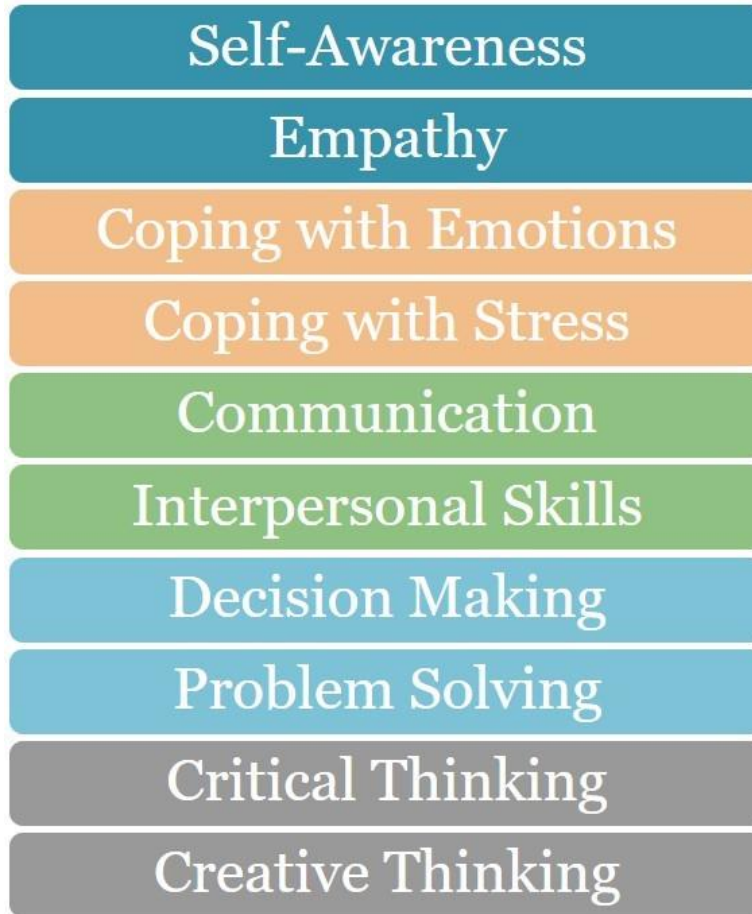 Self-Awareness
Empathy
Coping with Emotions
Coping with Stress
Communication
Interpersonal Skills
Decision Making
Problem Solving
Critical Thinking
Creative Thinking